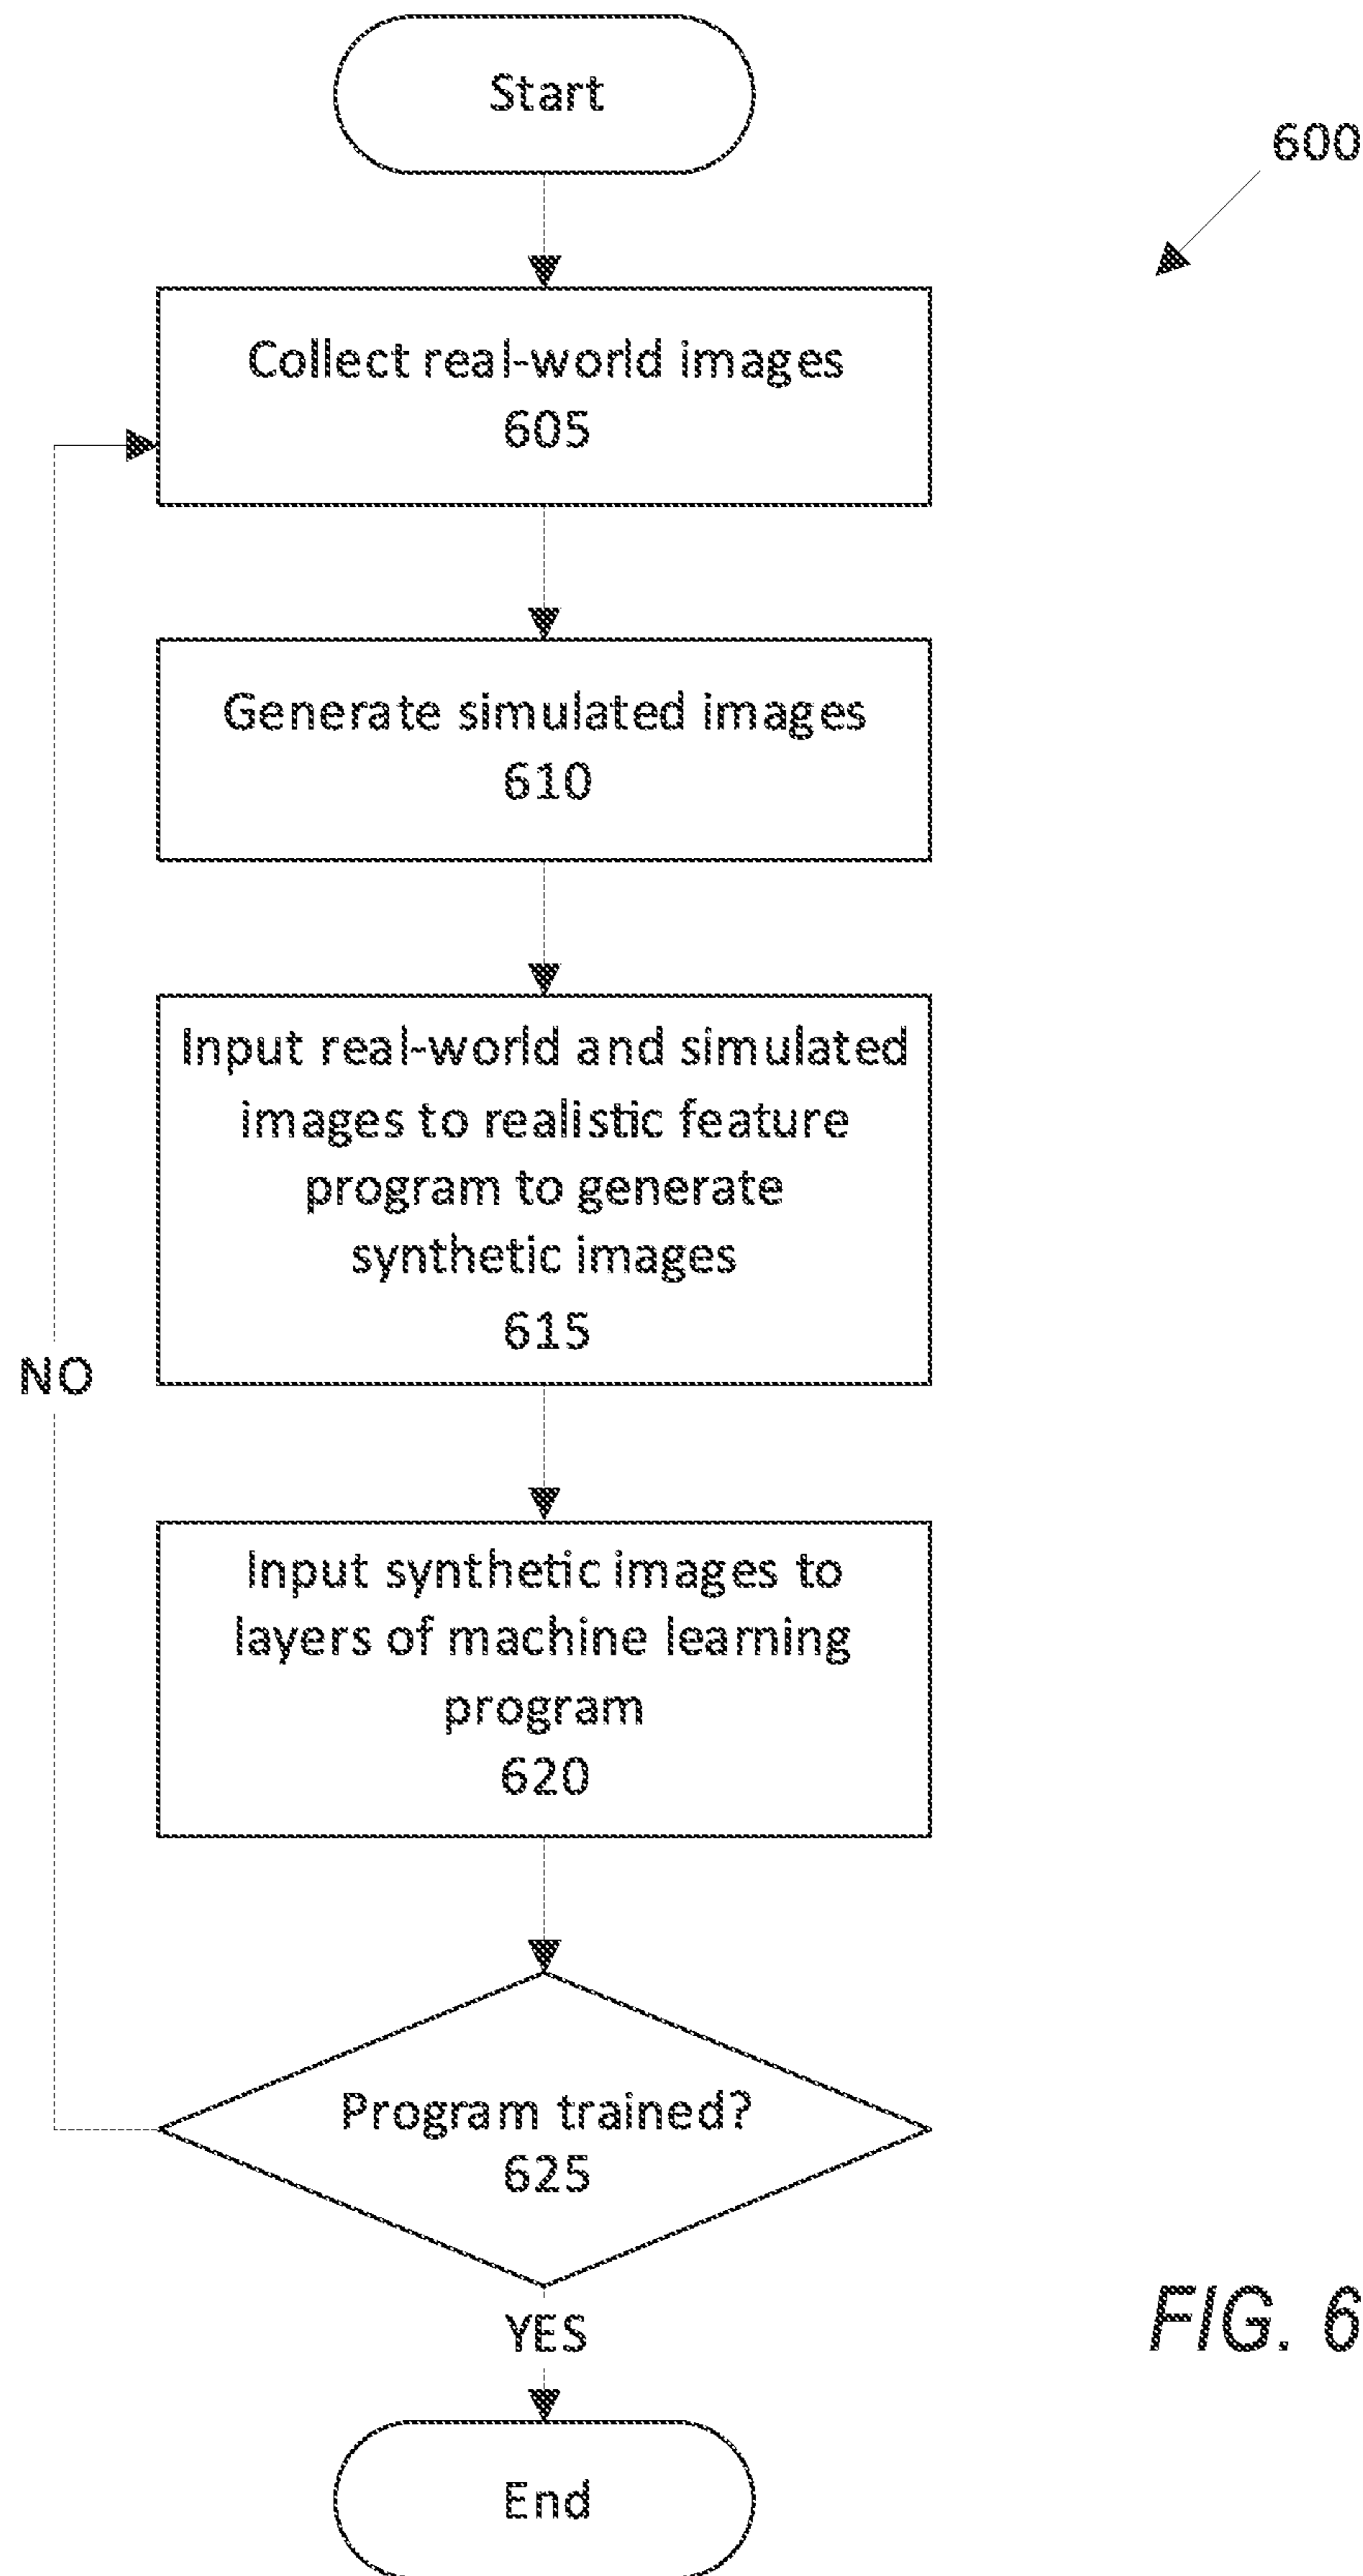 Start
600
Collect real-world images
605
Generate simulated images
610
Input real-world and simulated
images to realistic feature
program to generate
synthetic images
615
NO
Input synthetic images to
layers of machine learning
program
620
Program trained?
625
YES
FIG. 6
End